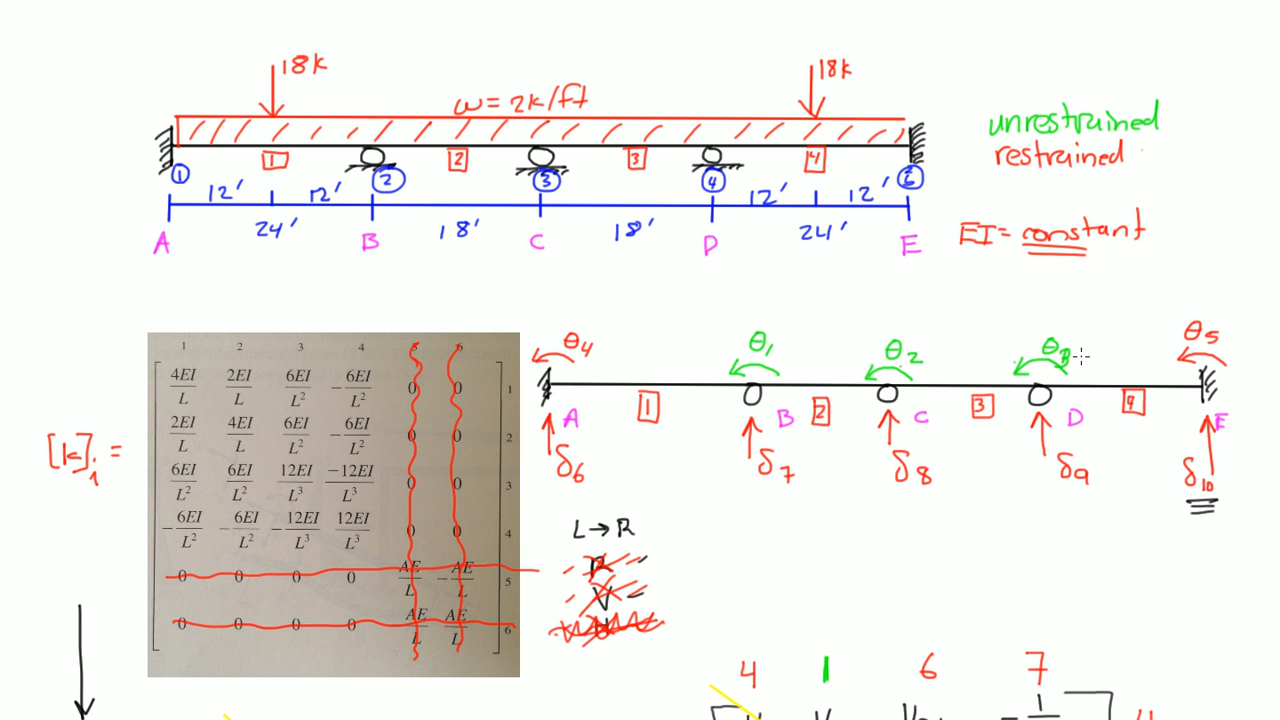 18k 18k
w = 2k/ft
unrestrained
restrained
1 2 3 4
1 2 3 4
12' 12' 12' 12'
24' 18' 18' 24'
A B C D E
EI = constant
1 2 3 4 5 6
4EI/L 2EI/L 6EI/L² -6EI/L² 0 0 1
2EI/L 4EI/L 6EI/L² -6EI/L² 0 0 2
6EI/L² 6EI/L² 12EI/L³ -12EI/L³ 0 0 3
-6EI/L² -6EI/L² -12EI/L³ 12EI/L³ 0 0 4
0 0 0 0 AE/L -AE/L 5
0 0 0 0 AE/L AE/L 6
[k]i =
θ4 θ1 θ2 θ3 θ5
1 2 3 4
A B C D E
δ6 δ7 δ8 δ9 δ10
L → R
R
V
4 1 6 7
1
4